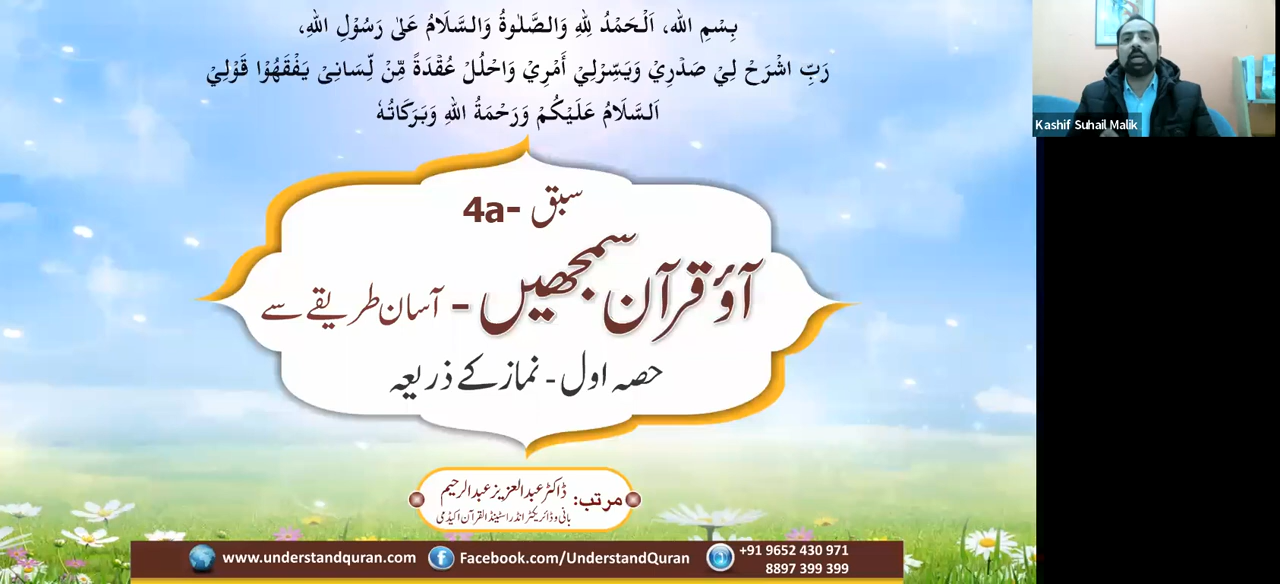 بِسْمِ اللہ، اَلْحَمْدُ لِلّٰهِ وَالصَّلٰوةُ وَالسَّلَامُ عَلٰى رَسُوْلِ اللهِ،
رَبِّ اشْرَحْ لِيْ صَدْرِيْ وَيَسِّرْلِيْ أَمْرِيْ وَاحْلُلْ عُقْدَةً مِّنْ لِّسَانِیْ يَفْقَهُوْا قَوْلِيْ
اَلسَّلَامُ عَلَيْكُمْ وَرَحْمَةُ اللهِ وَبَرَكَاتُهٗ
Kashif Suhail Malik
سبق -4a
آؤ قرآن سمجھیں - آسان طریقے سے
حصہ اول - نماز کے ذریعہ
مرتب: ڈاکٹر عبدالعزیز عبدالرحیم
بانی و ڈائریکٹر انڈراسٹینڈ القرآن اکیڈمی
www.understandquran.com Facebook.com/UnderstandQuran +91 9652 430 971
8897 399 399